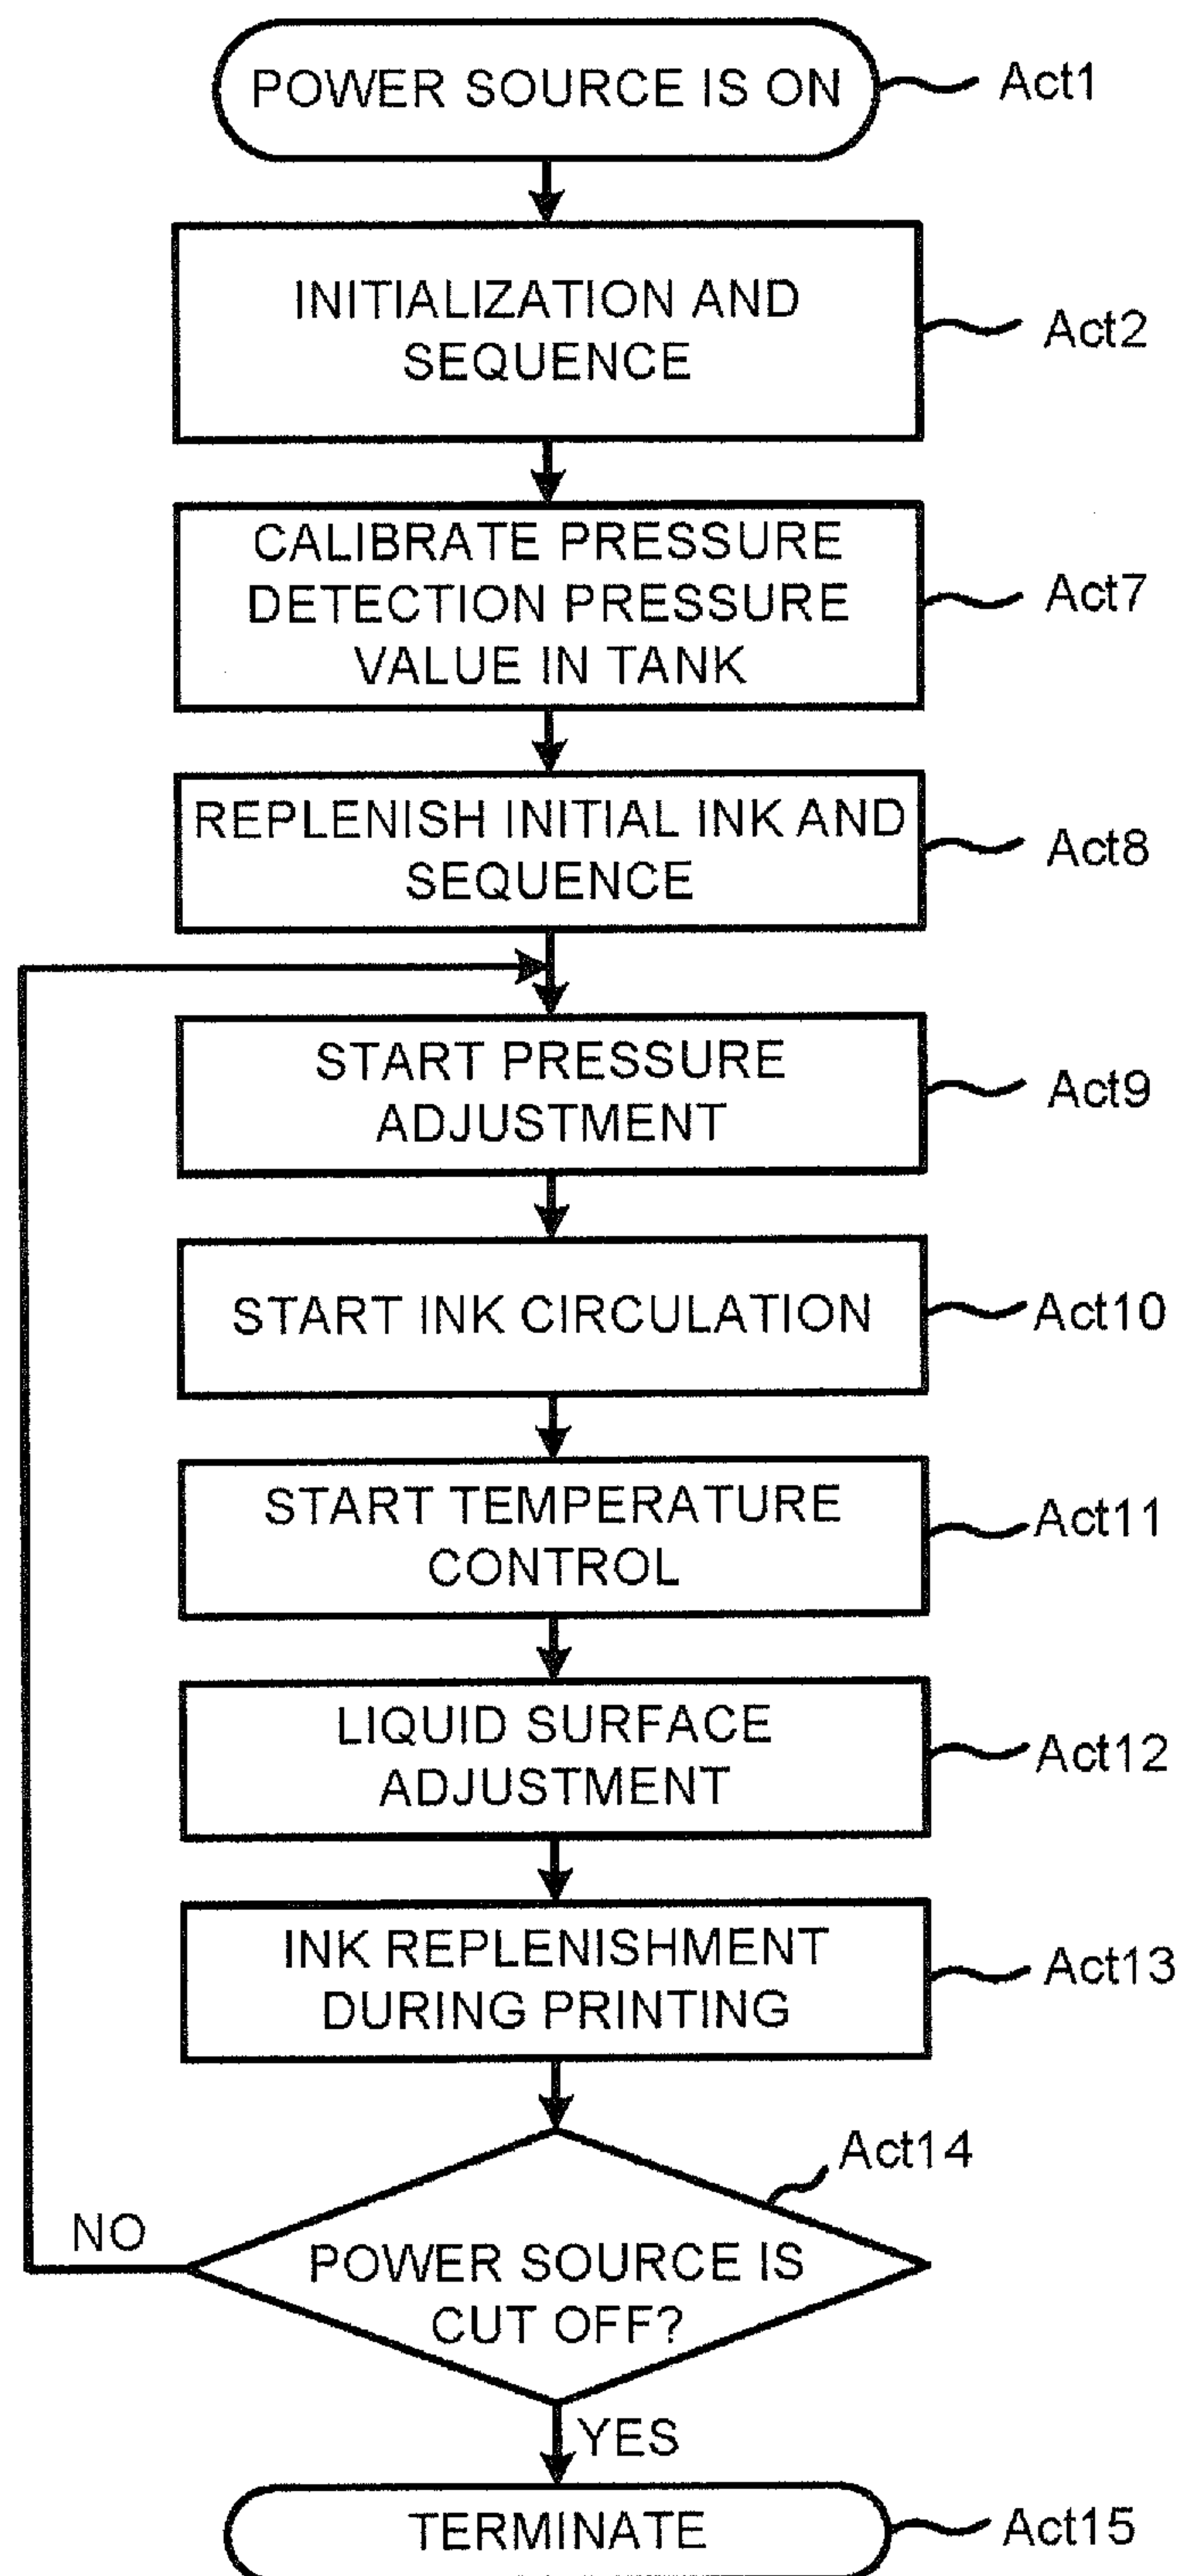 POWER SOURCE IS ON
Act1
INITIALIZATION AND
SEQUENCE
Act2
CALIBRATE PRESSURE
DETECTION PRESSURE
VALUE IN TANK
Act7
REPLENISH INITIAL INK AND
SEQUENCE
Act8
START PRESSURE
ADJUSTMENT
Act9
START INK CIRCULATION
Act10
START TEMPERATURE
CONTROL
Act11
LIQUID SURFACE
ADJUSTMENT
Act12
INK REPLENISHMENT
DURING PRINTING
Act13
Act14
NO
POWER SOURCE IS
CUT OFF?
YES
TERMINATE
Act15